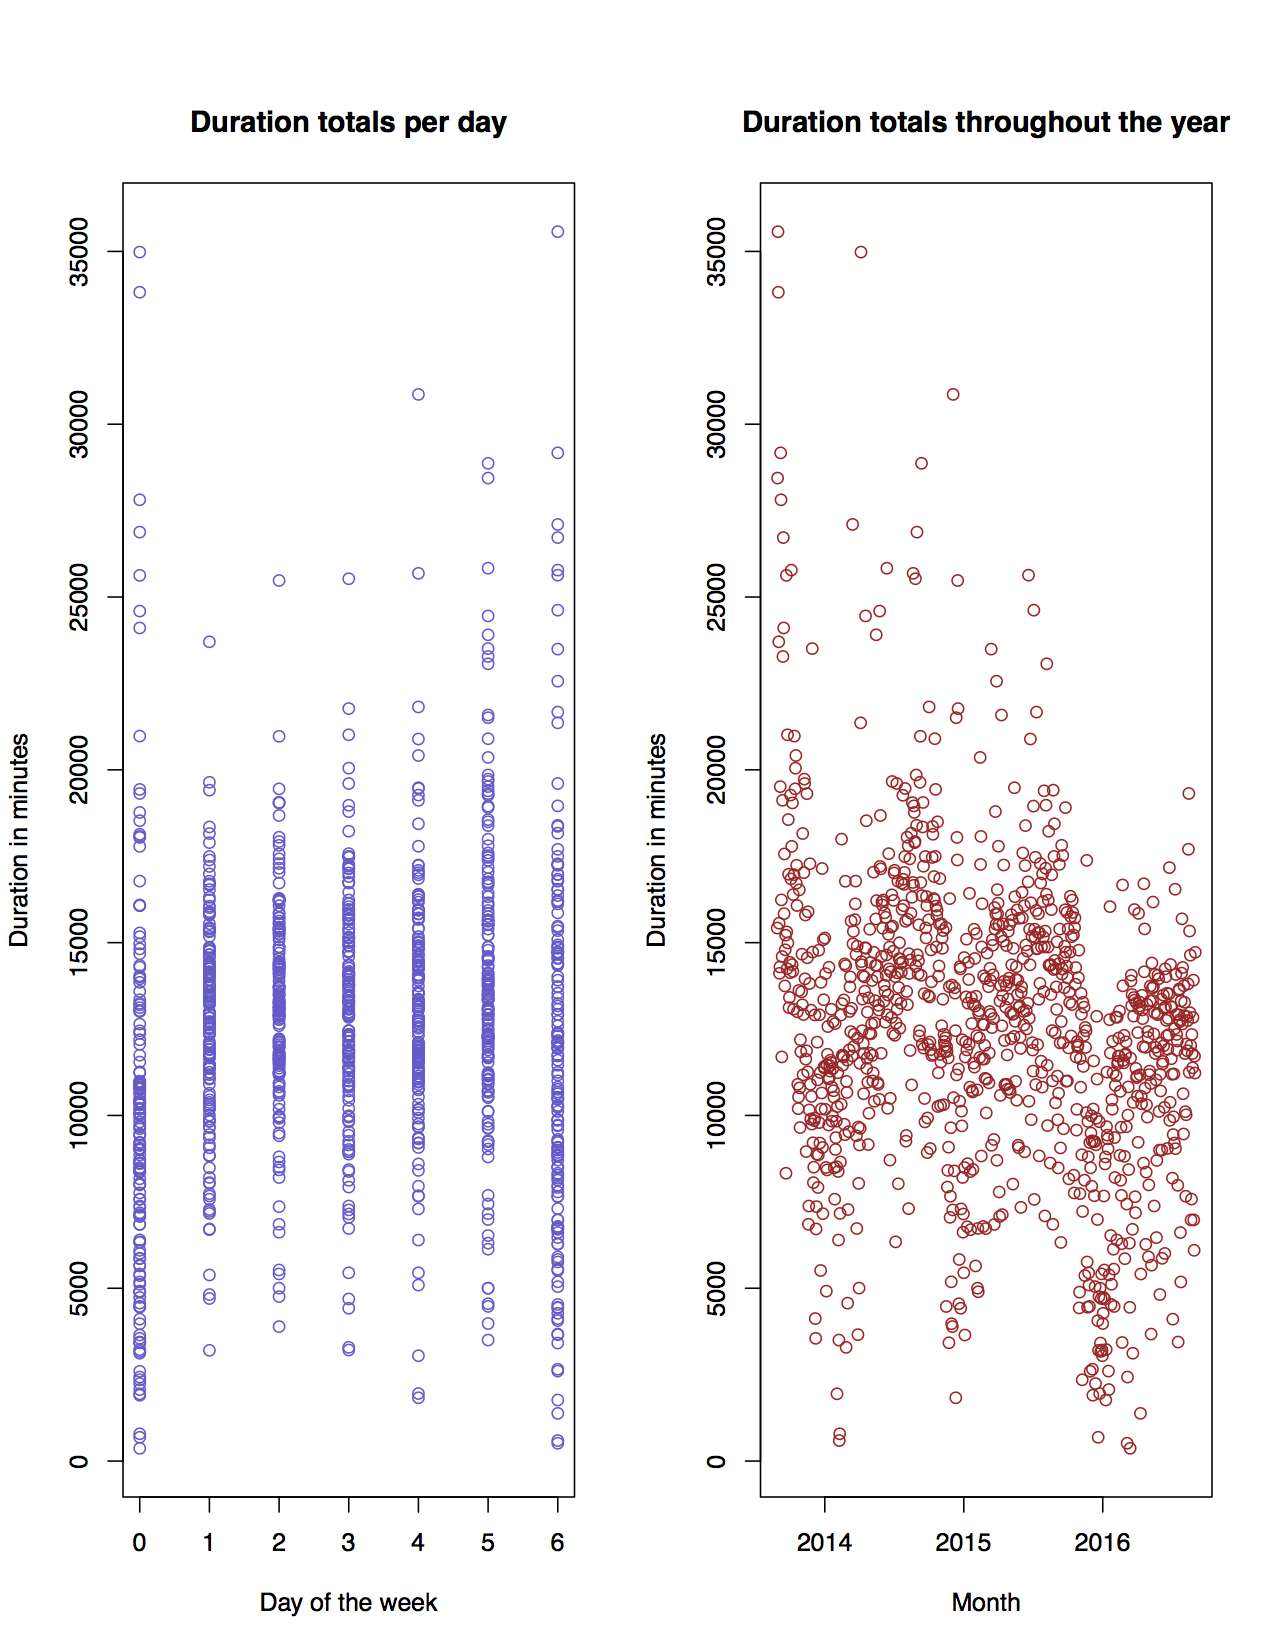 Duration totals per day
Duration in minutes
35000
30000
25000
20000
15000
10000
5000
0
0 1 2 3 4 5 6
Day of the week
Duration totals throughout the year
Duration in minutes
35000
30000
25000
20000
15000
10000
5000
0
2014 2015 2016
Month